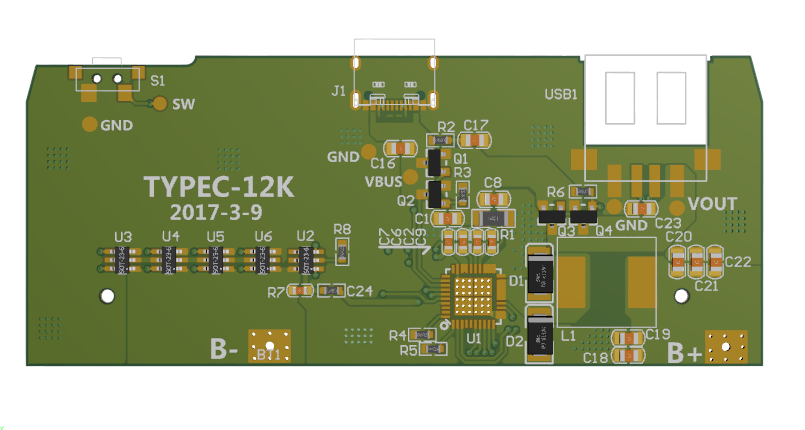 S1
J1
USB1
SW
GND
R2
C17
GND
C16
Q1
R3
VBUS
TYPEC-12K
2017-3-9
Q2
C8
R6
VOUT
C1
C23
GND
R1
Q3
Q4
U3
U4
U5
U6
U2
R8
C7
C6
C2
C9
C20
C22
C21
D1
R7
C24
U1
R4
R5
D2
L1
C19
C18
B-
BT1
B+